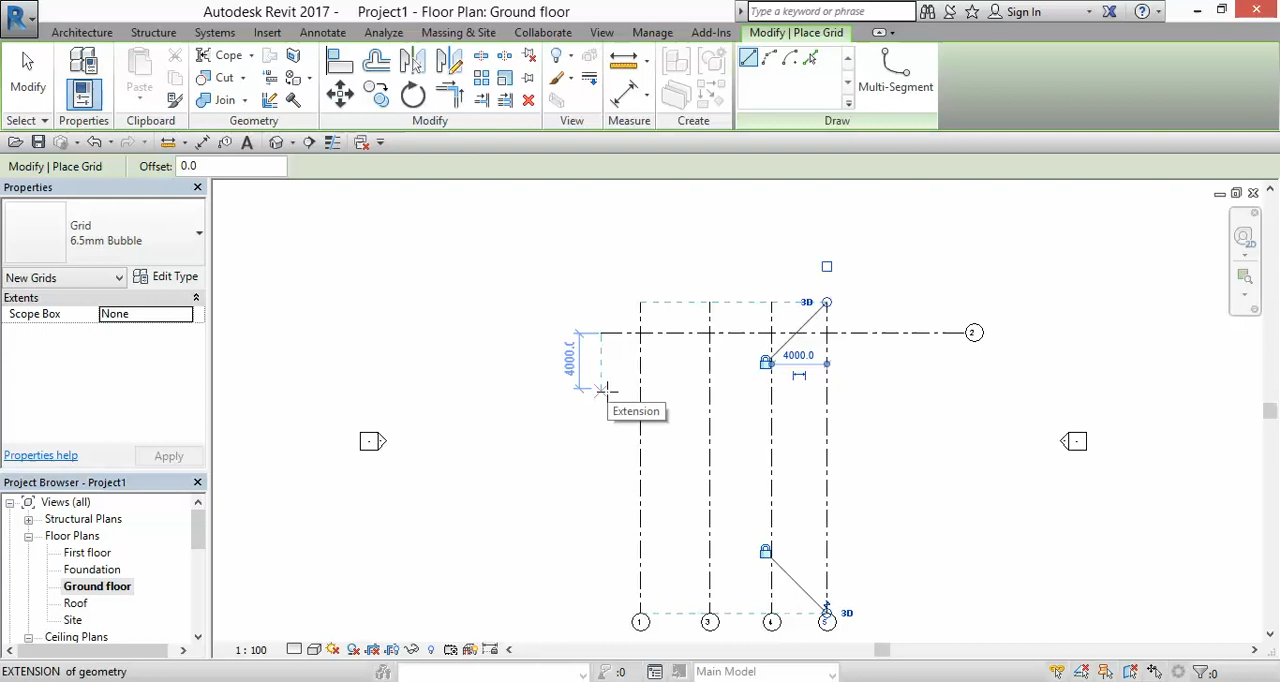 Autodesk Revit 2017 - Project1 - Floor Plan: Ground floor
Type a keyword or phrase
Sign In
Architecture Structure Systems Insert Annotate Analyze Massing & Site Collaborate View Manage Add-Ins Modify | Place Grid
Modify
Paste
Cope
Cut
Join
Multi-Segment
Select Properties Clipboard Geometry Modify View Measure Create Draw
Modify | Place Grid Offset: 0.0
Properties
Grid
6.5mm Bubble
New Grids Edit Type
Extents
Scope Box None
Properties help Apply
Project Browser - Project1
Views (all)
Structural Plans
Floor Plans
First floor
Foundation
Ground floor
Roof
Site
Ceiling Plans
2D
3D
2
4000.0
4000.0
Extension
3D
1 3 4 5
1 : 100
EXTENSION of geometry
:0
Main Model
:0